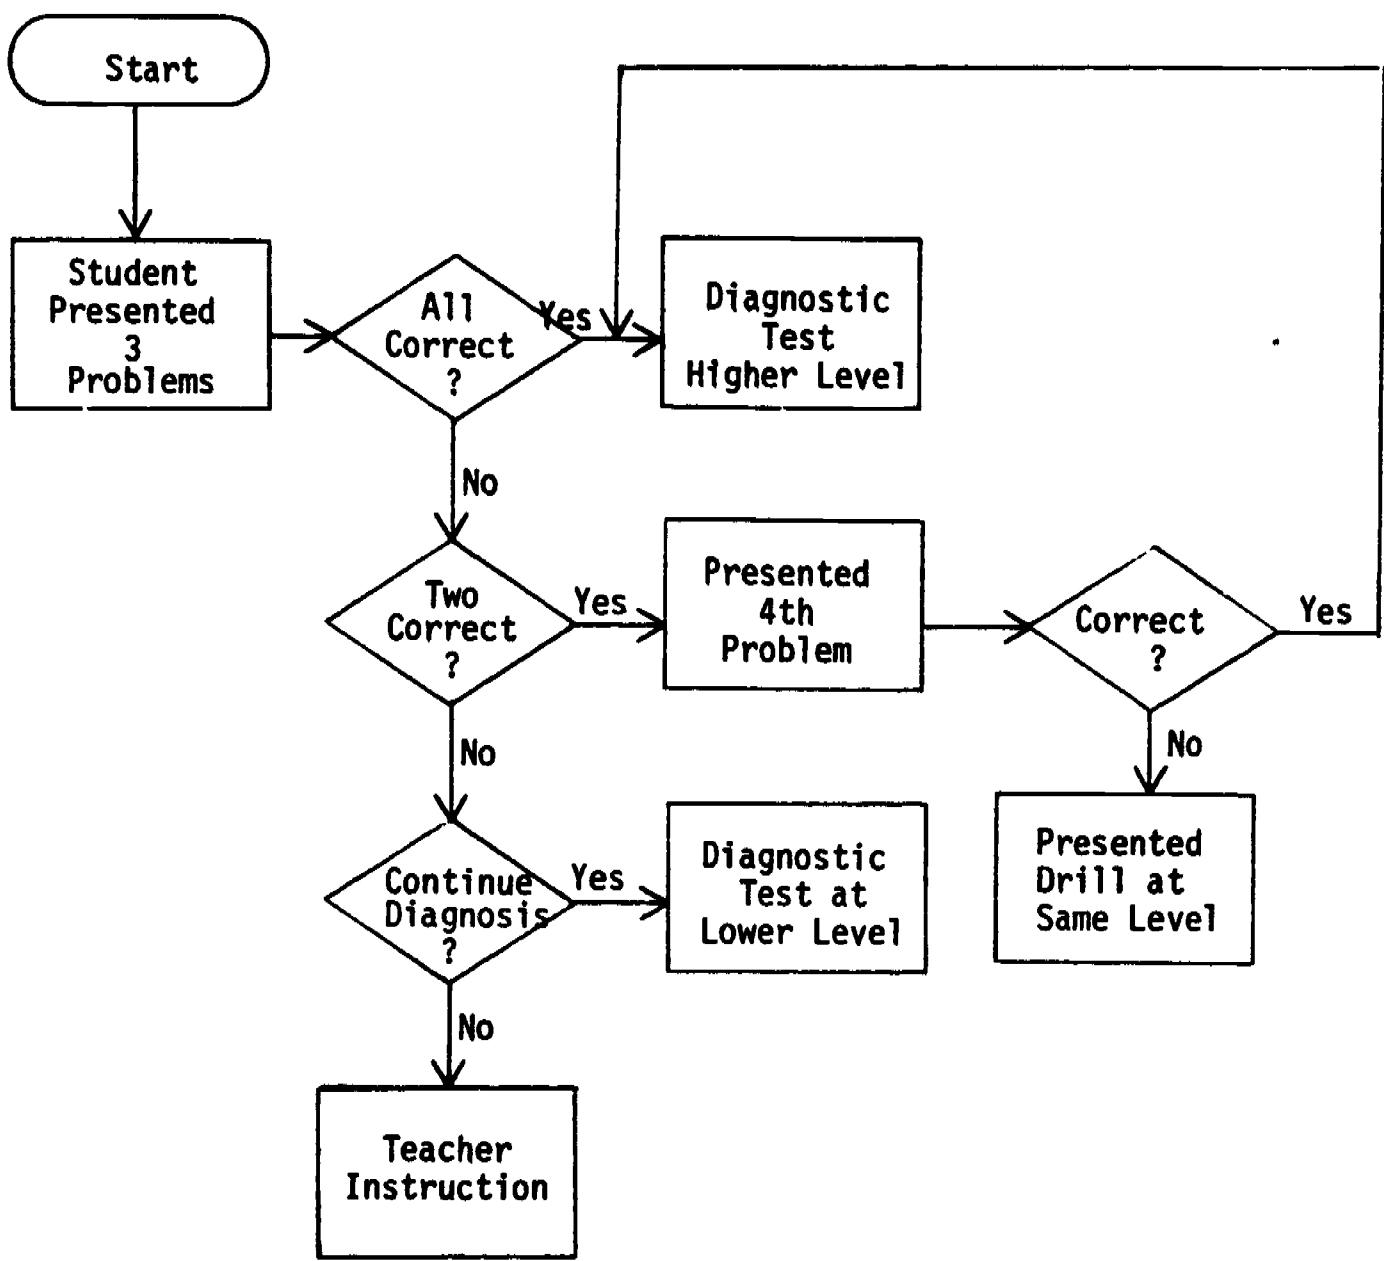 Start
Student
Presented
3
Problems
All
Correct
?
Yes
Diagnostic
Test
Higher Level
No
Two
Correct
?
Yes
Presented
4th
Problem
Correct
?
Yes
No
Presented
Drill at
Same Level
No
Continue
Diagnosis
?
Yes
Diagnostic
Test at
Lower Level
No
Teacher
Instruction